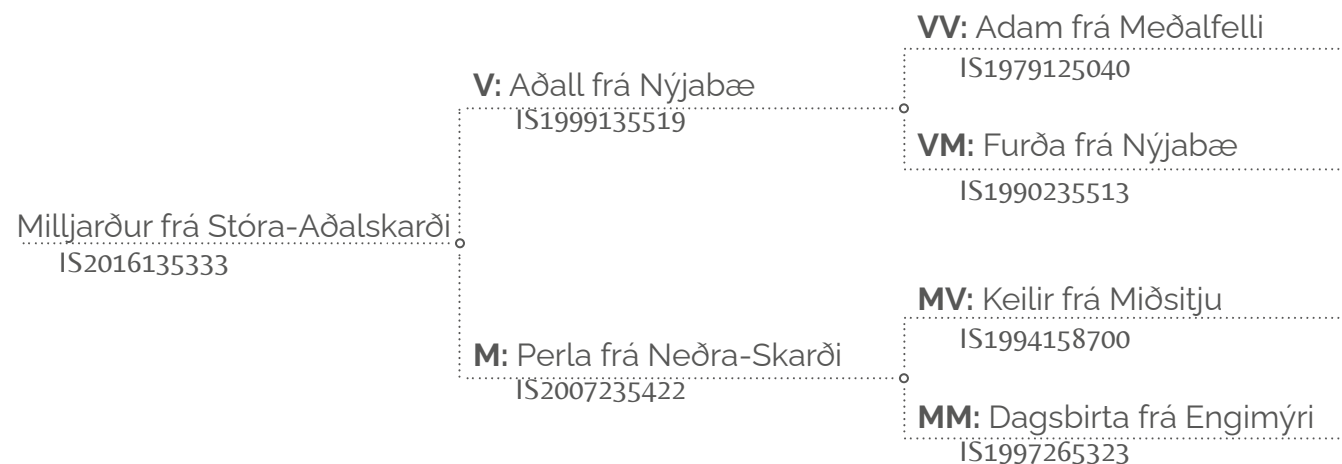 VV: Adam frá Meðalfelli
IS1979125040
V: Aðall frá Nýjabæ
IS1999135519
VM: Furða frá Nýjabæ
IS1990235513
Milljarður frá Stóra-Aðalskarði
IS2016135333
MV: Keilir frá Miðsitju
IS1994158700
M: Perla frá Neðra-Skarði
IS2007235422
MM: Dagsbirta frá Engimýri
IS1997265323